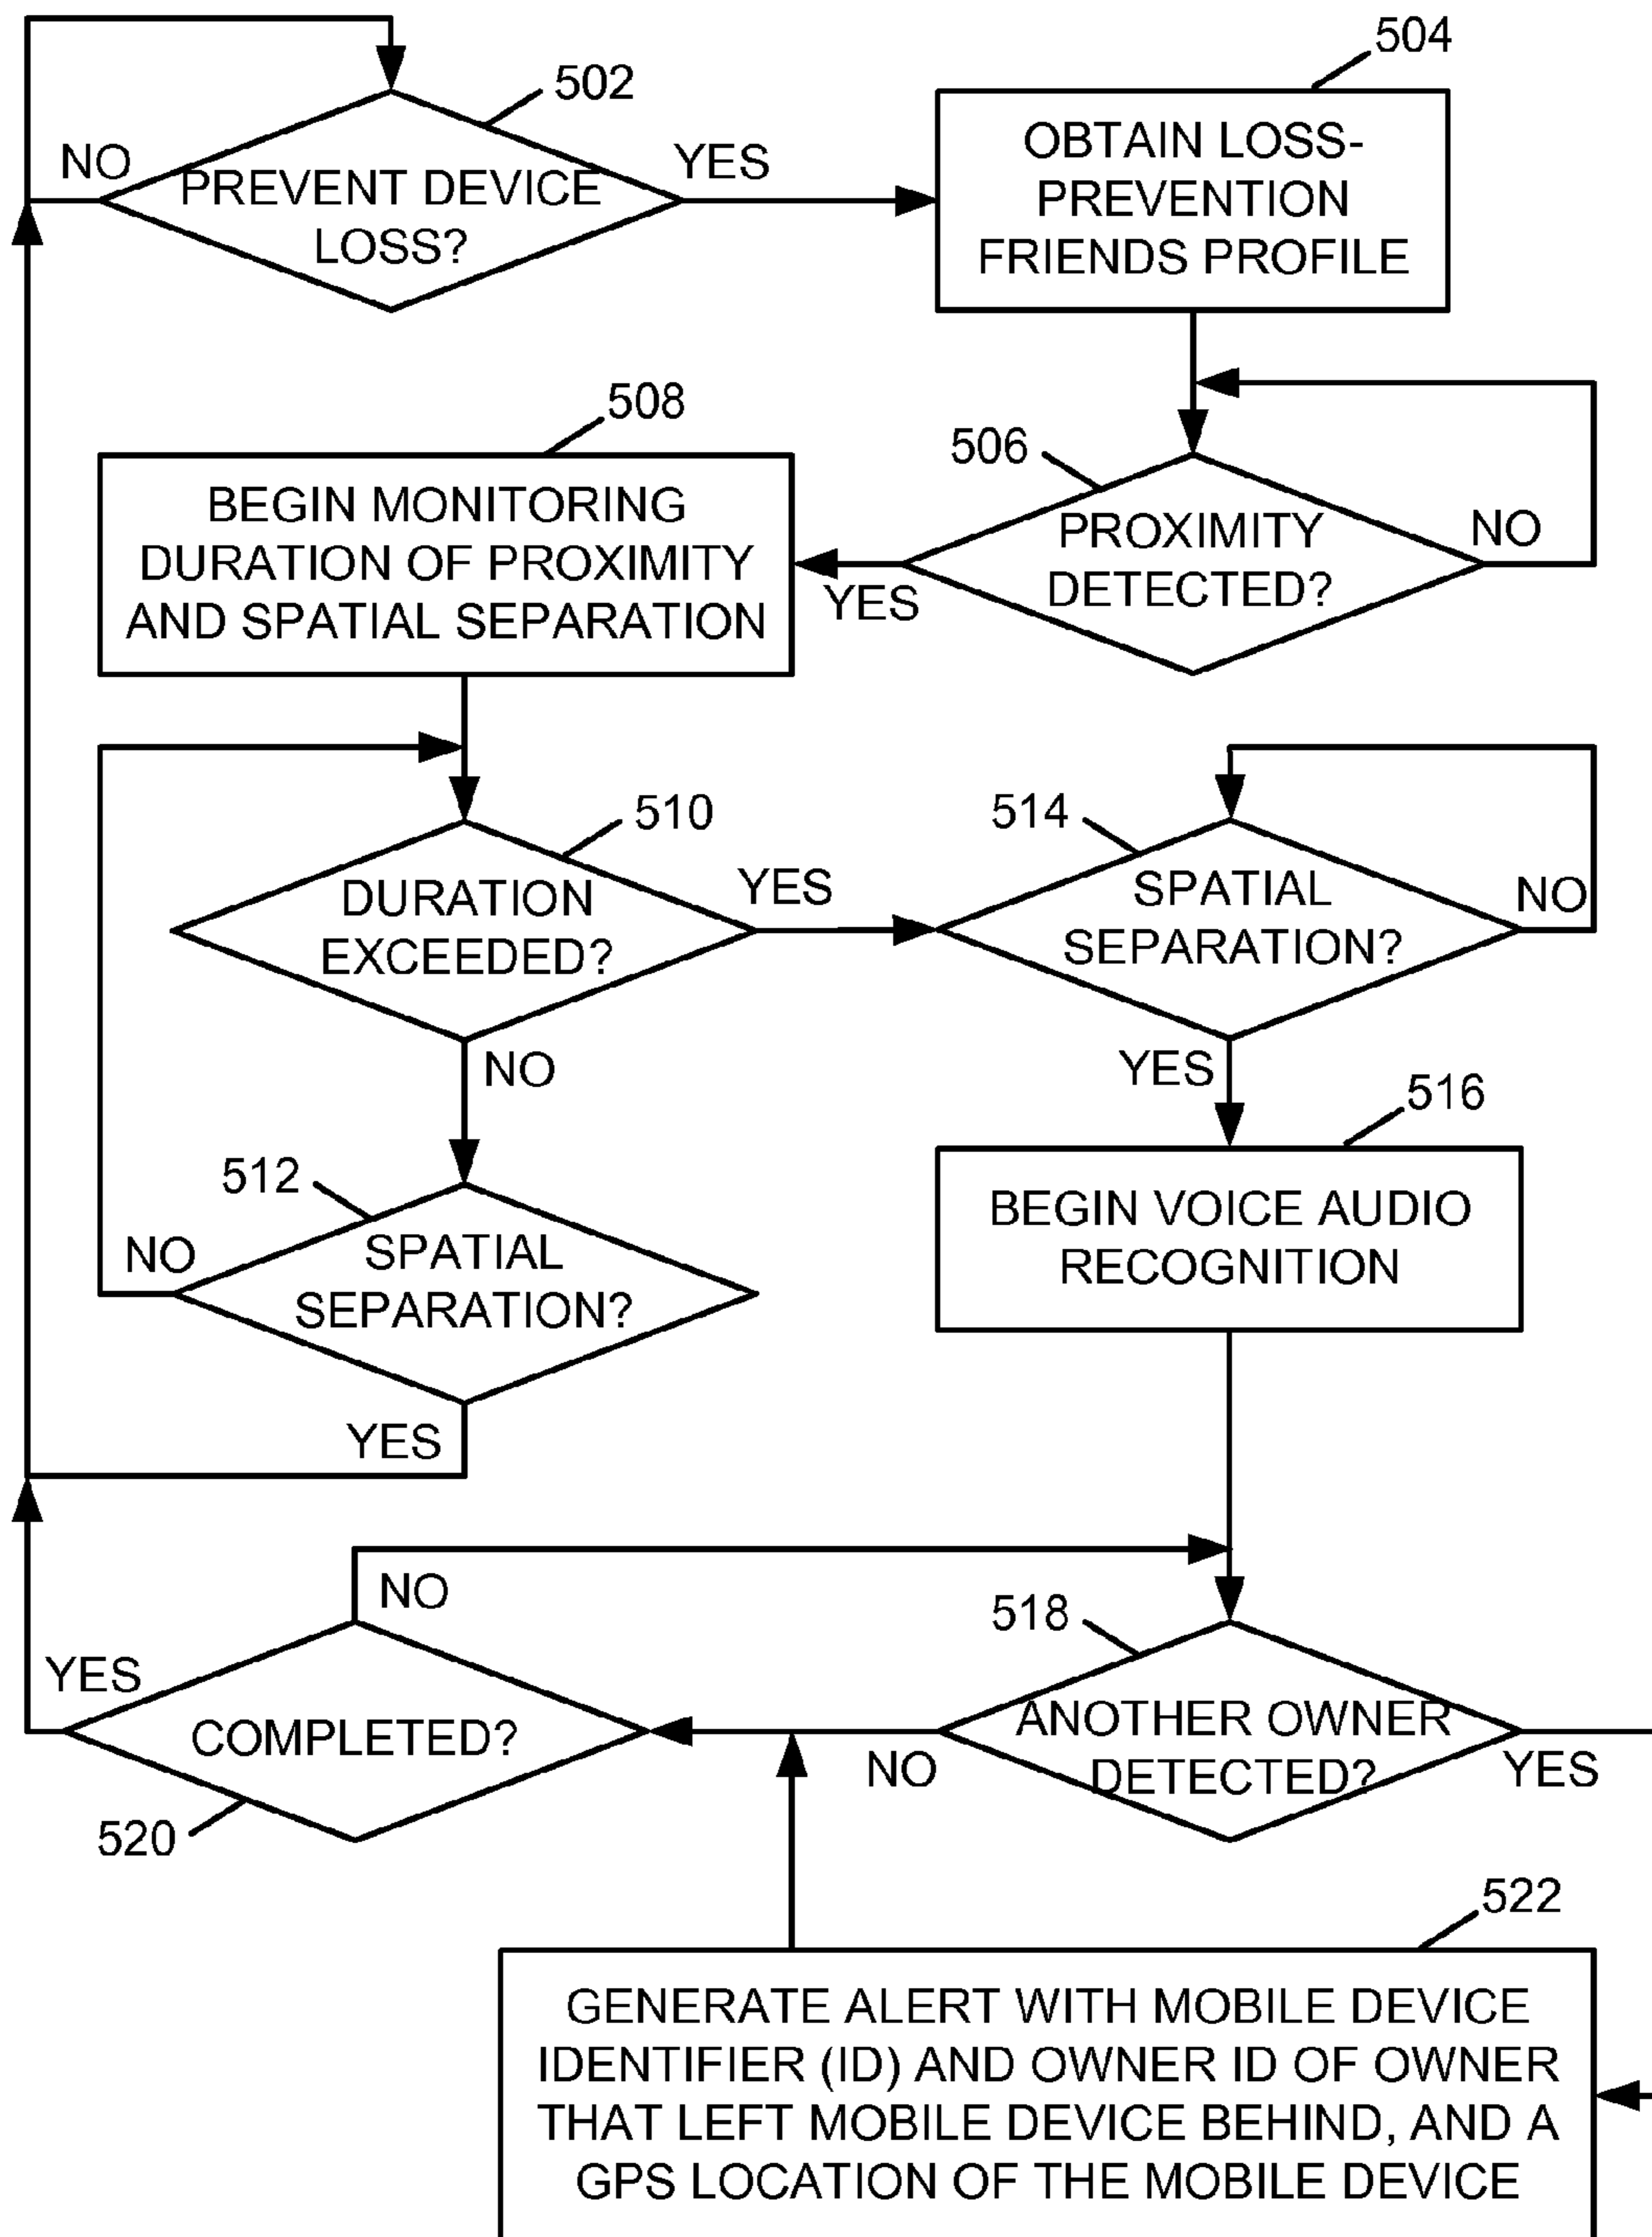 504
502
NO
YES
PREVENT DEVICE
LOSS?
OBTAIN LOSS-
PREVENTION
FRIENDS PROFILE
508
506
BEGIN MONITORING
DURATION OF PROXIMITY
AND SPATIAL SEPARATION
PROXIMITY
DETECTED?
NO
YES
510
514
DURATION
EXCEEDED?
YES
SPATIAL
SEPARATION?
NO
NO
YES
516
512
SPATIAL
SEPARATION?
NO
BEGIN VOICE AUDIO
RECOGNITION
YES
NO
518
YES
COMPLETED?
ANOTHER OWNER
DETECTED?
NO
YES
520
522
GENERATE ALERT WITH MOBILE DEVICE
IDENTIFIER (ID) AND OWNER ID OF OWNER
THAT LEFT MOBILE DEVICE BEHIND, AND A
GPS LOCATION OF THE MOBILE DEVICE